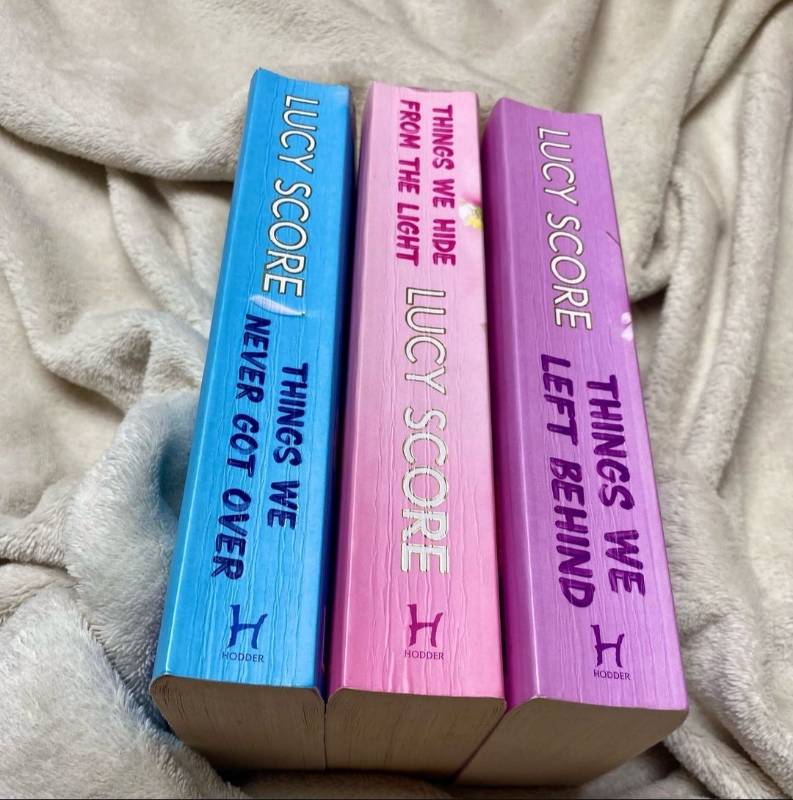 LUCY SCORE
THINGS WE
NEVER GOT OVER
HODDER
THINGS WE HIDE
FROM THE LIGHT
LUCY SCORE
HODDER
LUCY SCORE
THINGS WE
LEFT BEHIND
HODDER